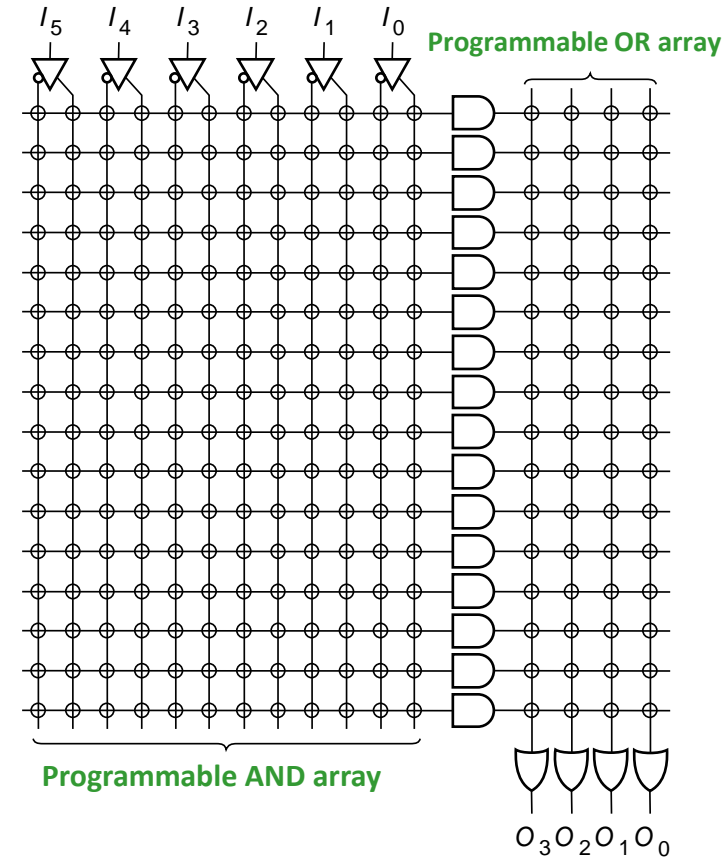 I5 I4 I3 I2 I1 I0
Programmable OR array
Programmable AND array
O3 O2 O1 O0